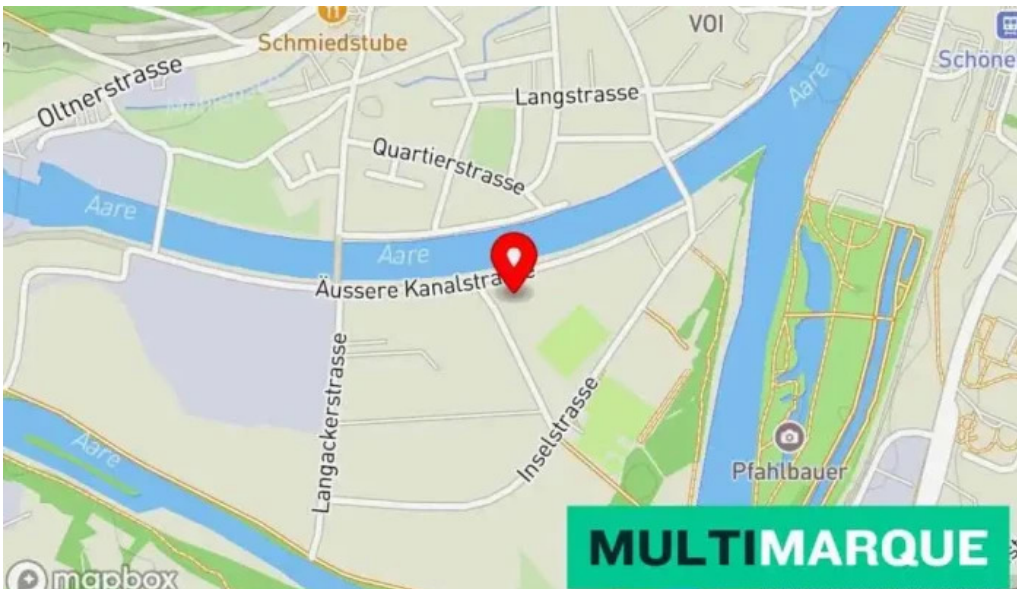 VOI
Schmiedstube
Schöne
Oltnerstrasse
Langstrasse
Aare
Quartierstrasse
Aare
Aare
Äussere Kanalstrasse
Langackerstrasse
Inselstrasse
Aare
Pfahlbauer
MULTIMARQUE
mapbox